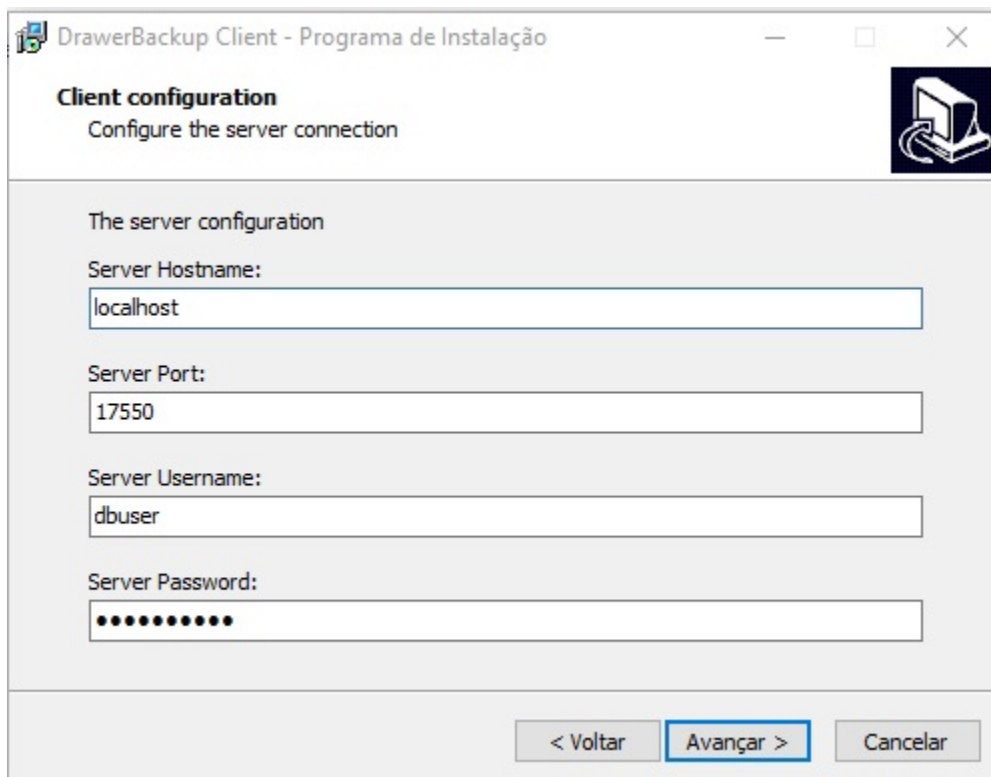 DrawerBackup Client - Programa de Instalação
Client configuration
Configure the server connection
The server configuration
Server Hostname:
localhost
Server Port:
17550
Server Username:
dbuser
Server Password:
●●●●●●●●●●
< Voltar
Avançar >
Cancelar